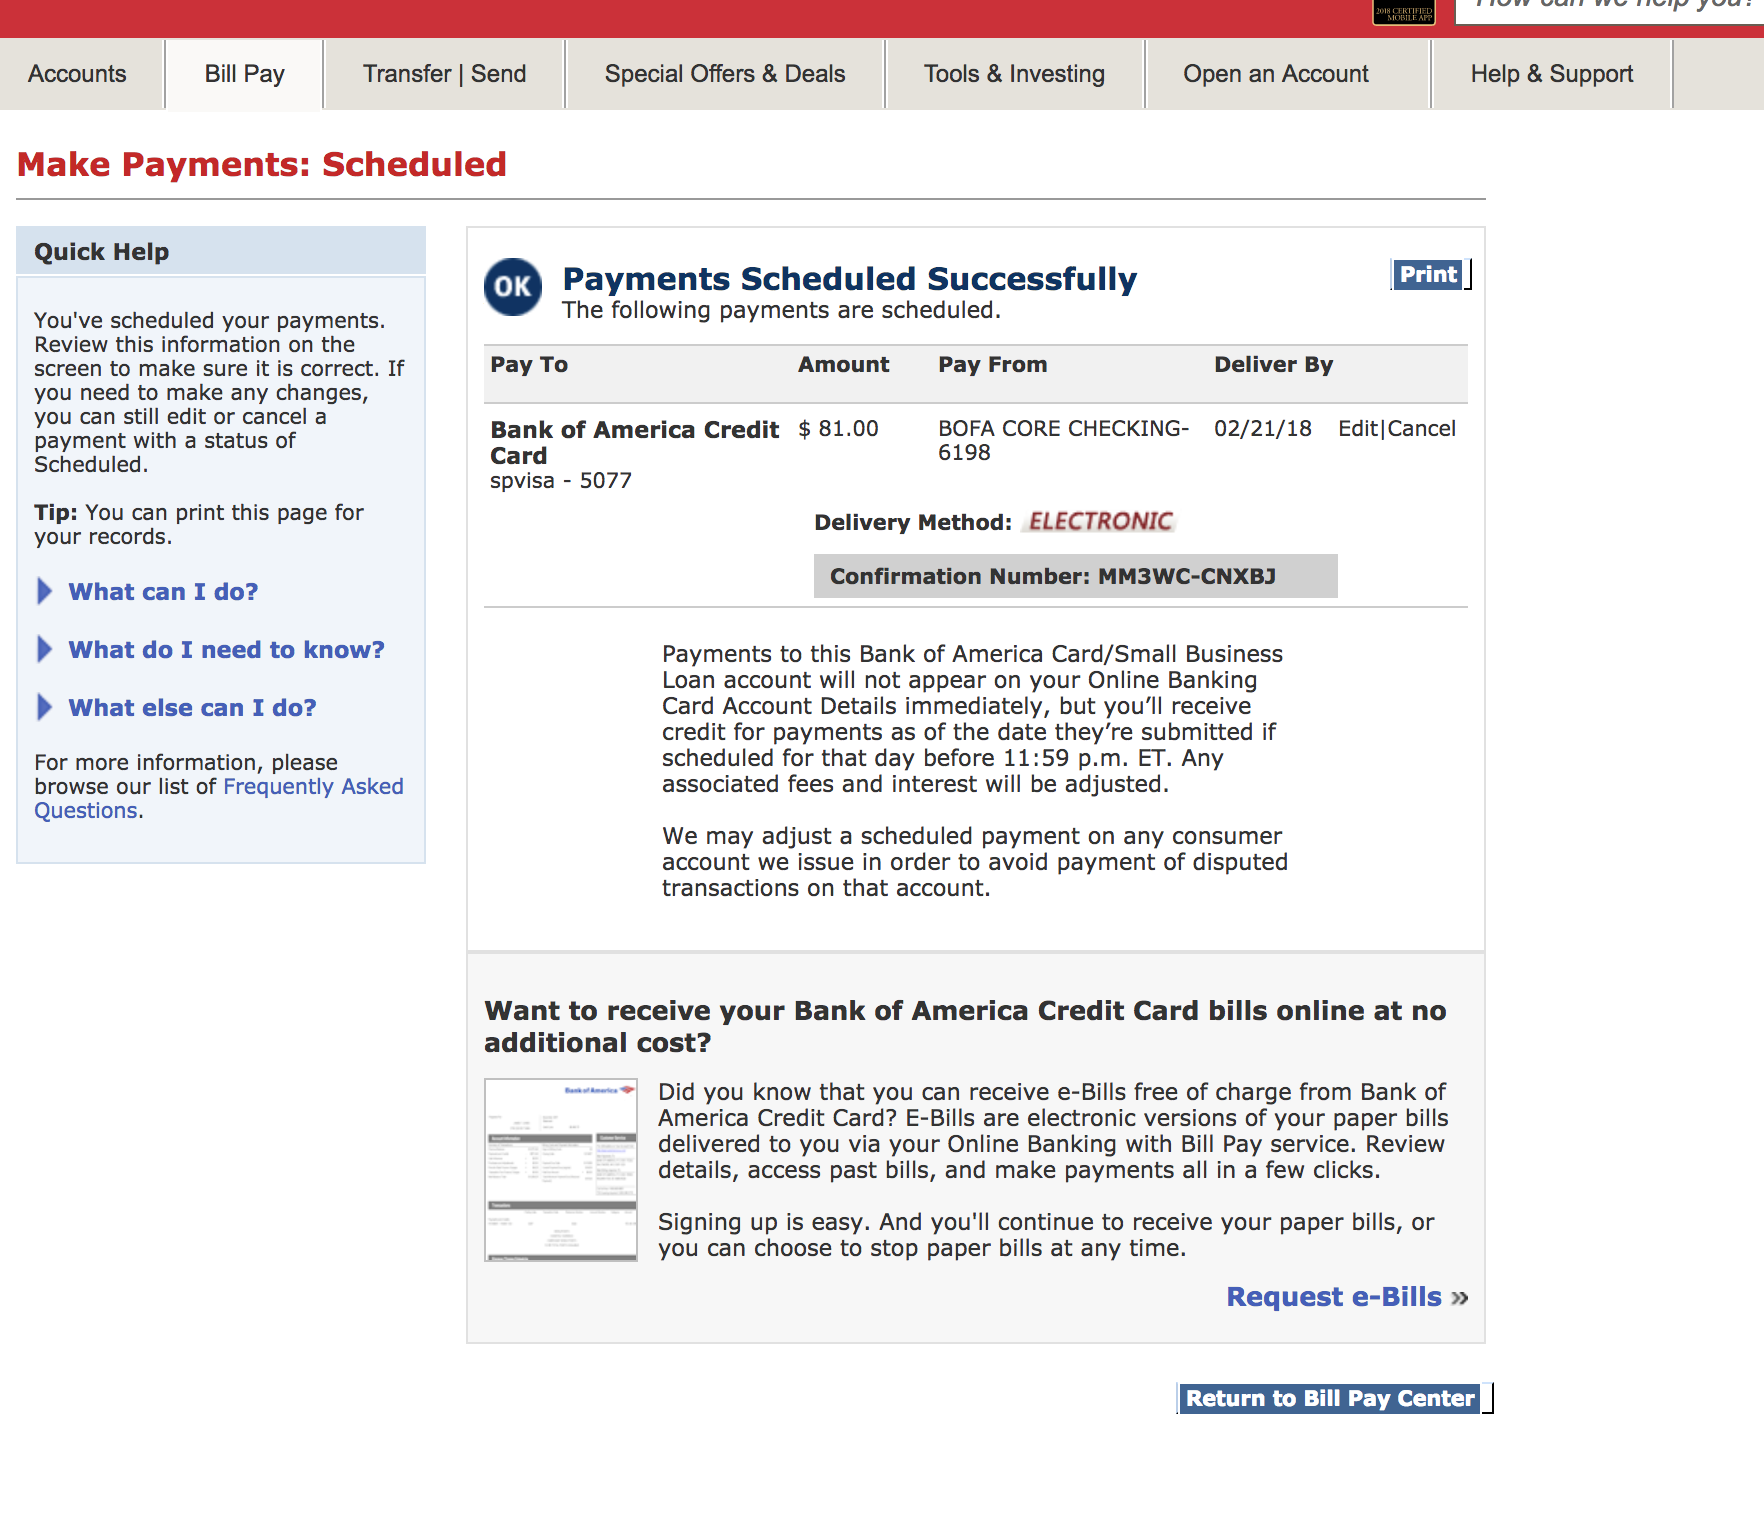 2018 CERTIFIED
MOBILE APP
How can we help you?
Accounts
Bill Pay
Transfer | Send
Special Offers & Deals
Tools & Investing
Open an Account
Help & Support
Make Payments: Scheduled
Quick Help
You've scheduled your payments.
Review this information on the
screen to make sure it is correct. If
you need to make any changes,
you can still edit or cancel a
payment with a status of
Scheduled.
Tip: You can print this page for
your records.
What can I do?
What do I need to know?
What else can I do?
For more information, please
browse our list of Frequently Asked
Questions.
OK
Payments Scheduled Successfully
Print
The following payments are scheduled.
Pay To Amount Pay From Deliver By
Bank of America Credit $ 81.00 BOFA CORE CHECKING- 02/21/18 Edit|Cancel
Card 6198
spvisa - 5077
Delivery Method: ELECTRONIC
Confirmation Number: MM3WC-CNXBJ
Payments to this Bank of America Card/Small Business
Loan account will not appear on your Online Banking
Card Account Details immediately, but you’ll receive
credit for payments as of the date they’re submitted if
scheduled for that day before 11:59 p.m. ET. Any
associated fees and interest will be adjusted.
We may adjust a scheduled payment on any consumer
account we issue in order to avoid payment of disputed
transactions on that account.
Want to receive your Bank of America Credit Card bills online at no
additional cost?
Bank of America
Did you know that you can receive e-Bills free of charge from Bank of
America Credit Card? E-Bills are electronic versions of your paper bills
delivered to you via your Online Banking with Bill Pay service. Review
details, access past bills, and make payments all in a few clicks.
Signing up is easy. And you'll continue to receive your paper bills, or
you can choose to stop paper bills at any time.
Request e-Bills »
Return to Bill Pay Center